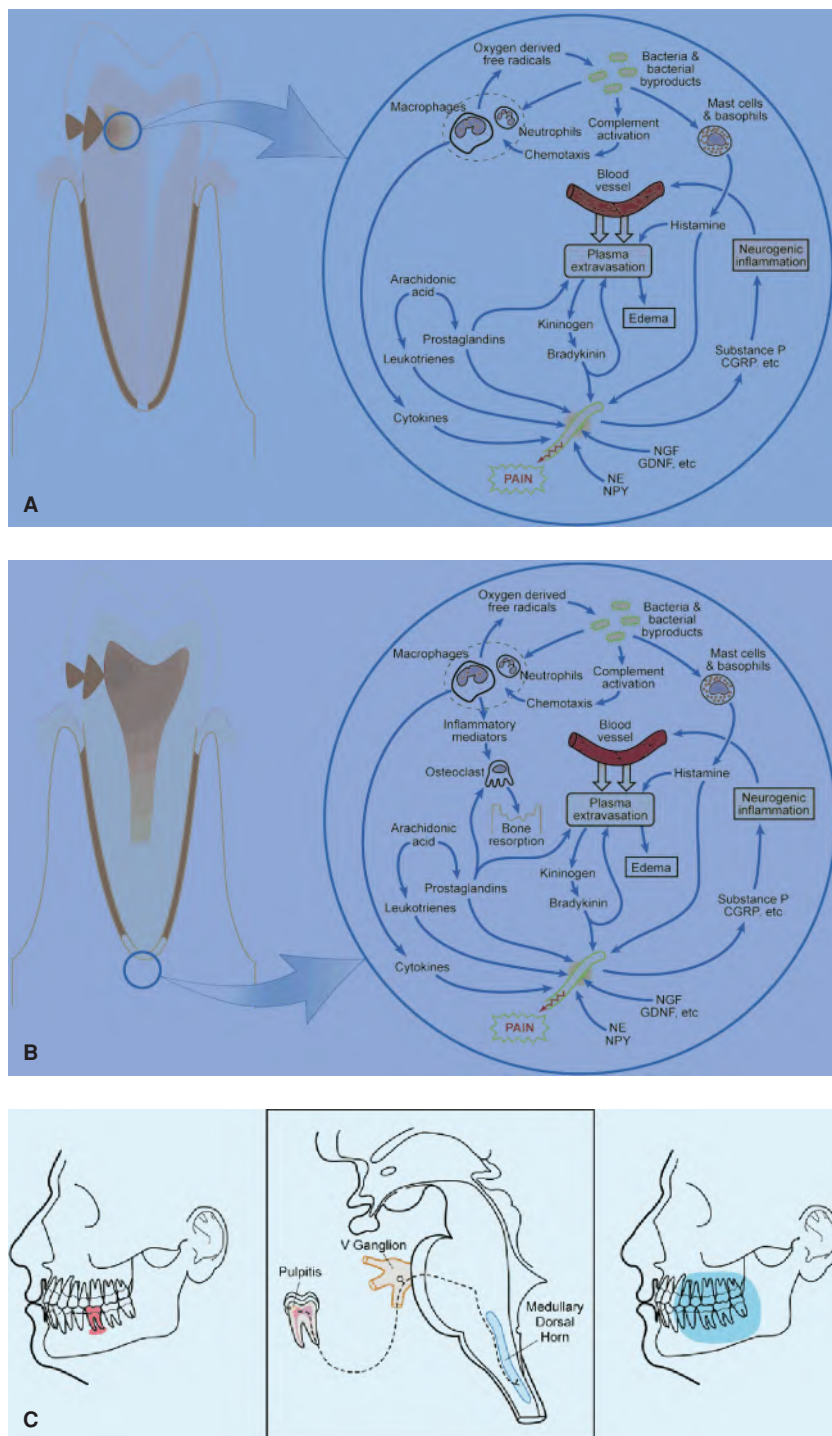 Oxygen derived
free radicals
Bacteria &
bacterial
byproducts
Macrophages
Neutrophils
Complement
activation
Mast cells
& basophils
Chemotaxis
Blood
vessel
Histamine
Plasma
extravasation
Neurogenic
inflammation
Arachidonic
acid
Edema
Kininogen
Prostaglandins
Bradykinin
Leukotrienes
Substance P
CGRP, etc
Cytokines
NGF
GDNF, etc
PAIN
NE
NPY
A
Oxygen derived
free radicals
Bacteria &
bacterial
byproducts
Macrophages
Neutrophils
Complement
activation
Mast cells
& basophils
Chemotaxis
Inflammatory
mediators
Blood
vessel
Osteoclast
Histamine
Plasma
extravasation
Neurogenic
inflammation
Arachidonic
acid
Bone
resorption
Edema
Kininogen
Prostaglandins
Bradykinin
Leukotrienes
Substance P
CGRP, etc
Cytokines
NGF
GDNF, etc
PAIN
NE
NPY
B
V Ganglion
Pulpitis
Medullary
Dorsal
Horn
C